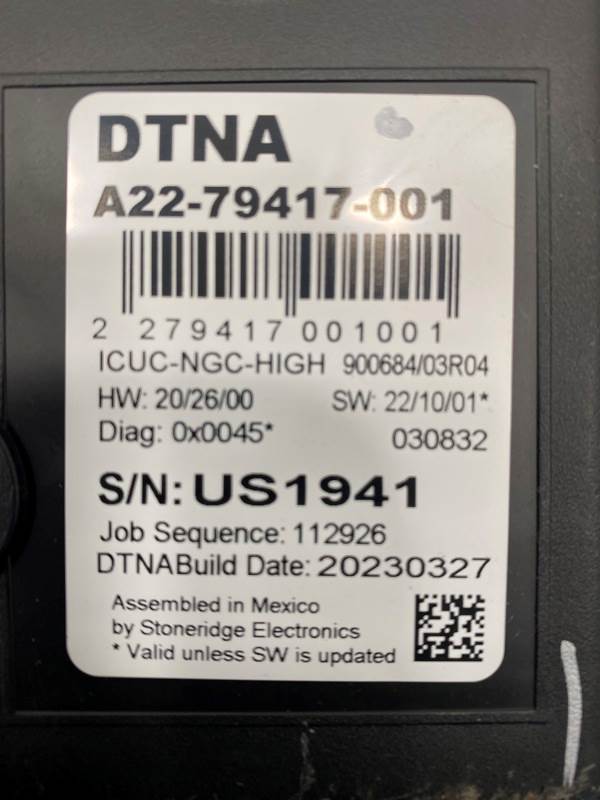 DTNA
A22-79417-001
2 279417 001001
ICUC-NGC-HIGH 900684/03R04
HW: 20/26/00 SW: 22/10/01*
Diag: 0x0045* 030832
S/N: US1941
Job Sequence: 112926
DTNABuild Date: 20230327
Assembled in Mexico
by Stoneridge Electronics
* Valid unless SW is updated